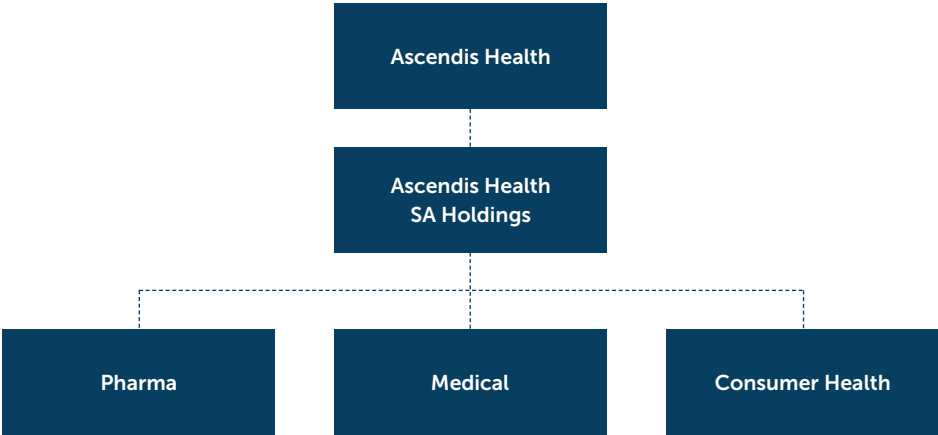 Ascendis Health
Ascendis Health
SA Holdings
Pharma
Medical
Consumer Health